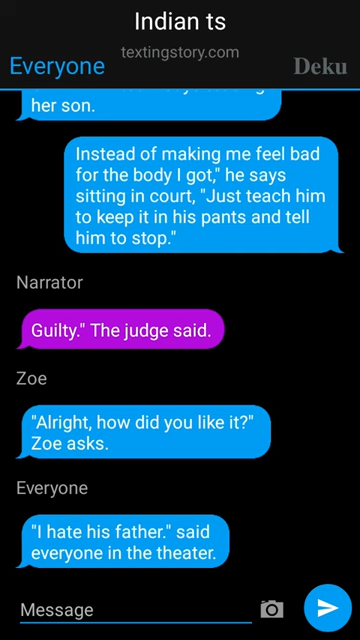 Indian ts
textingstory.com
Everyone
Deku
her son.
Instead of making me feel bad
for the body I got," he says
sitting in court, "Just teach him
to keep it in his pants and tell
him to stop."
Narrator
Guilty." The judge said.
Zoe
"Alright, how did you like it?"
Zoe asks.
Everyone
"I hate his father." said
everyone in the theater.
Message